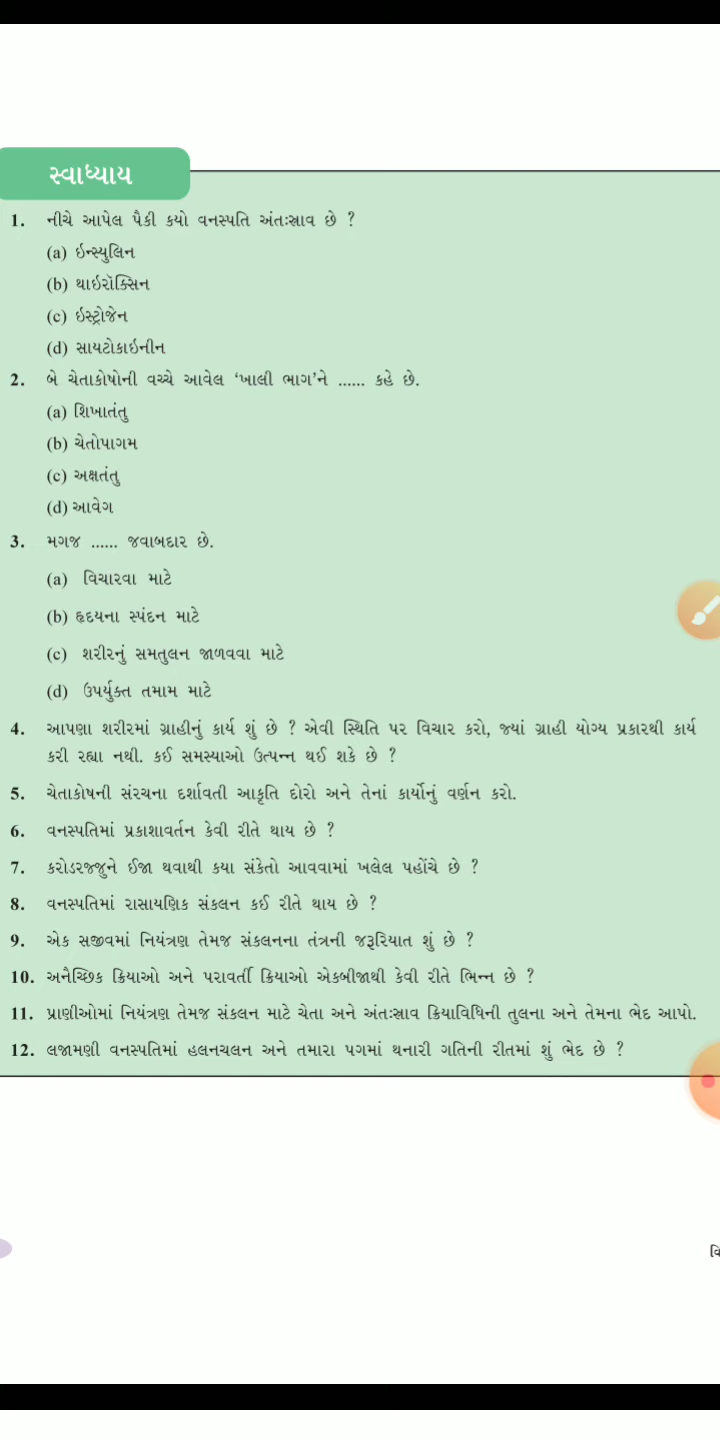 સ્વાધ્યાય
1. નીચે આપેલ પૈકી કયો વનસ્પતિ અંતઃસ્રાવ છે ?
(a) ઇન્સ્યુલિન
(b) થાઇરૉક્સિન
(c) ઇસ્ટ્રોજેન
(d) સાયટોકાઇનીન
2. બે ચેતાકોષોની વચ્ચે આવેલ ‘ખાલી ભાગ’ને ...... કહે છે.
(a) શિખાતંતુ
(b) ચેતોપાગમ
(c) અક્ષતંતુ
(d) આવેગ
3. મગજ ...... જવાબદાર છે.
(a) વિચારવા માટે
(b) હૃદયના સ્પંદન માટે
(c) શરીરનું સમતુલન જાળવવા માટે
(d) ઉપર્યુક્ત તમામ માટે
4. આપણા શરીરમાં ગ્રાહીનું કાર્ય શું છે ? એવી સ્થિતિ પર વિચાર કરો, જ્યાં ગ્રાહી યોગ્ય પ્રકારથી કાર્ય
કરી રહ્યા નથી. કઈ સમસ્યાઓ ઉત્પન્ન થઈ શકે છે ?
5. ચેતાકોષની સંરચના દર્શાવતી આકૃતિ દોરો અને તેનાં કાર્યોનું વર્ણન કરો.
6. વનસ્પતિમાં પ્રકાશાવર્તન કેવી રીતે થાય છે ?
7. કરોડરજ્જુને ઈજા થવાથી કયા સંકેતો આવવામાં ખલેલ પહોંચે છે ?
8. વનસ્પતિમાં રાસાયણિક સંકલન કઈ રીતે થાય છે ?
9. એક સજીવમાં નિયંત્રણ તેમજ સંકલનના તંત્રની જરૂરિયાત શું છે ?
10. અનૈચ્છિક ક્રિયાઓ અને પરાવર્તી ક્રિયાઓ એકબીજાથી કેવી રીતે ભિન્ન છે ?
11. પ્રાણીઓમાં નિયંત્રણ તેમજ સંકલન માટે ચેતા અને અંતઃસ્રાવ ક્રિયાવિધિની તુલના અને તેમના ભેદ આપો.
12. લજામણી વનસ્પતિમાં હલનચલન અને તમારા પગમાં થનારી ગતિની રીતમાં શું ભેદ છે ?